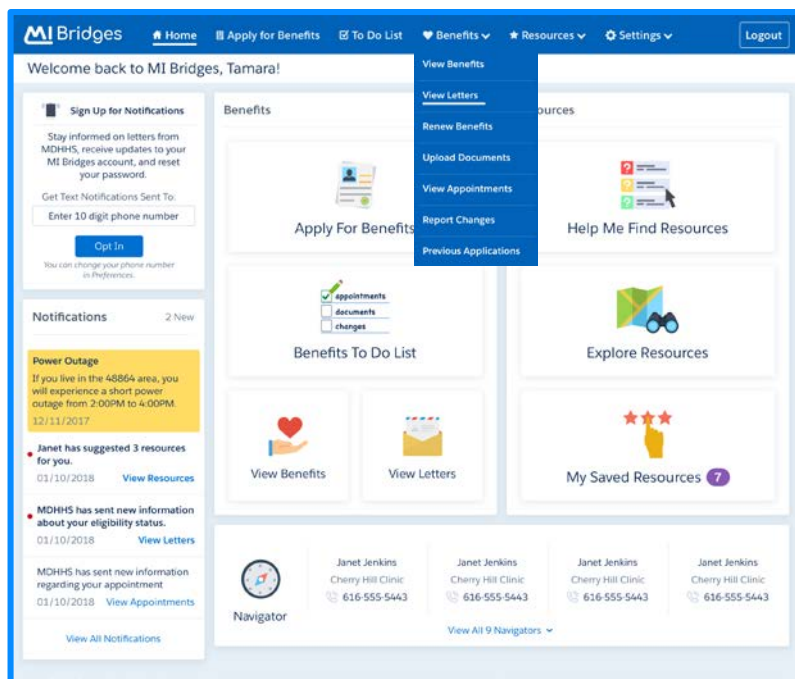 MI Bridges
Home
Apply for Benefits
To Do List
Benefits
Resources
Settings
Logout
Welcome back to MI Bridges, Tamara!
View Benefits
View Letters
Renew Benefits
Upload Documents
View Appointments
Report Changes
Previous Applications
Sign Up for Notifications
Stay informed on letters from
MDHHS, receive updates to your
MI Bridges account, and reset
your password.
Get Text Notifications Sent To:
Enter 10 digit phone number
Opt In
You can change your phone number
in Preferences.
Notifications
2 New
Power Outage
If you live in the 48864 area, you
will experience a short power
outage from 2:00PM to 4:00PM.
12/11/2017
Janet has suggested 3 resources
for you.
01/10/2018 View Resources
MDHHS has sent new information
about your eligibility status.
01/10/2018 View Letters
MDHHS has sent new information
regarding your appointment
01/10/2018 View Appointments
View All Notifications
Benefits
Apply For Benefits
appointments
documents
changes
Benefits To Do List
View Benefits
View Letters
ources
Help Me Find Resources
Explore Resources
My Saved Resources 7
Navigator
Janet Jenkins
Cherry Hill Clinic
616-555-5443
Janet Jenkins
Cherry Hill Clinic
616-555-5443
Janet Jenkins
Cherry Hill Clinic
616-555-5443
Janet Jenkins
Cherry Hill Clinic
616-555-5443
View All 9 Navigators